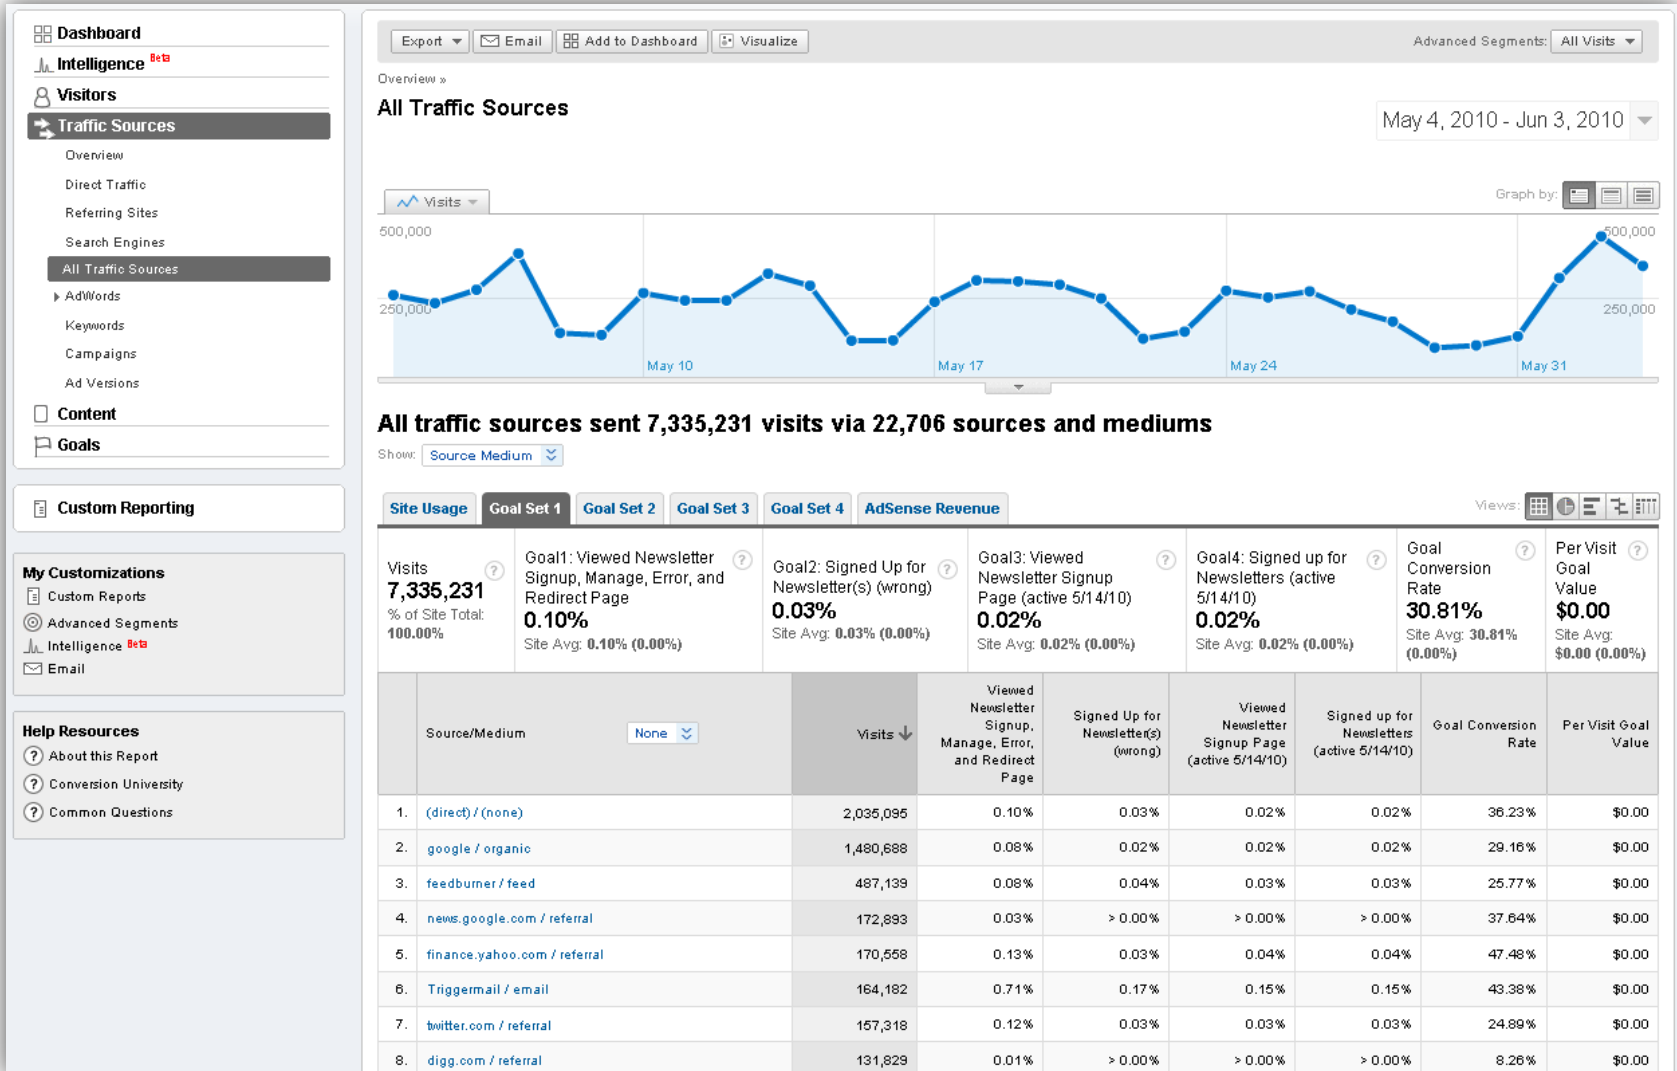 Dashboard
Intelligence Beta
Visitors
Traffic Sources
Overview
Direct Traffic
Referring Sites
Search Engines
All Traffic Sources
AdWords
Keywords
Campaigns
Ad Versions
Content
Goals
Custom Reporting
My Customizations
Custom Reports
Advanced Segments
Intelligence Beta
Email
Help Resources
? About this Report
? Conversion University
? Common Questions
Export Email Add to Dashboard Visualize Advanced Segments: All Visits
Overview »
All Traffic Sources
May 4, 2010 - Jun 3, 2010
Visits Graph by:
500,000 500,000
250,000 250,000
May 10 May 17 May 24 May 31
All traffic sources sent 7,335,231 visits via 22,706 sources and mediums
Show: Source Medium
Site Usage Goal Set 1 Goal Set 2 Goal Set 3 Goal Set 4 AdSense Revenue Views:
Visits ?
7,335,231
% of Site Total:
100.00%
Goal1: Viewed Newsletter ?
Signup, Manage, Error, and
Redirect Page
0.10%
Site Avg: 0.10% (0.00%)
Goal2: Signed Up for ?
Newsletter(s) (wrong)
0.03%
Site Avg: 0.03% (0.00%)
Goal3: Viewed ?
Newsletter Signup
Page (active 5/14/10)
0.02%
Site Avg: 0.02% (0.00%)
Goal4: Signed up for ?
Newsletters (active
5/14/10)
0.02%
Site Avg: 0.02% (0.00%)
Goal ?
Conversion
Rate
30.81%
Site Avg: 30.81%
(0.00%)
Per Visit ?
Goal
Value
$0.00
Site Avg:
$0.00 (0.00%)
Source/Medium None
Visits
Viewed
Newsletter
Signup,
Manage, Error,
and Redirect
Page
Signed Up for
Newsletter(s)
(wrong)
Viewed
Newsletter
Signup Page
(active 5/14/10)
Signed up for
Newsletters
(active 5/14/10)
Goal Conversion
Rate
Per Visit Goal
Value
1. (direct) / (none) 2,035,095 0.10% 0.03% 0.02% 0.02% 36.23% $0.00
2. google / organic 1,480,688 0.08% 0.02% 0.02% 0.02% 29.16% $0.00
3. feedburner / feed 487,139 0.08% 0.04% 0.03% 0.03% 25.77% $0.00
4. news.google.com / referral 172,893 0.03% > 0.00% > 0.00% > 0.00% 37.64% $0.00
5. finance.yahoo.com / referral 170,558 0.13% 0.03% 0.04% 0.04% 47.48% $0.00
6. Triggermail / email 164,182 0.71% 0.17% 0.15% 0.15% 43.38% $0.00
7. twitter.com / referral 157,318 0.12% 0.03% 0.03% 0.03% 24.89% $0.00
8. digg.com / referral 131,829 0.01% > 0.00% > 0.00% > 0.00% 8.26% $0.00